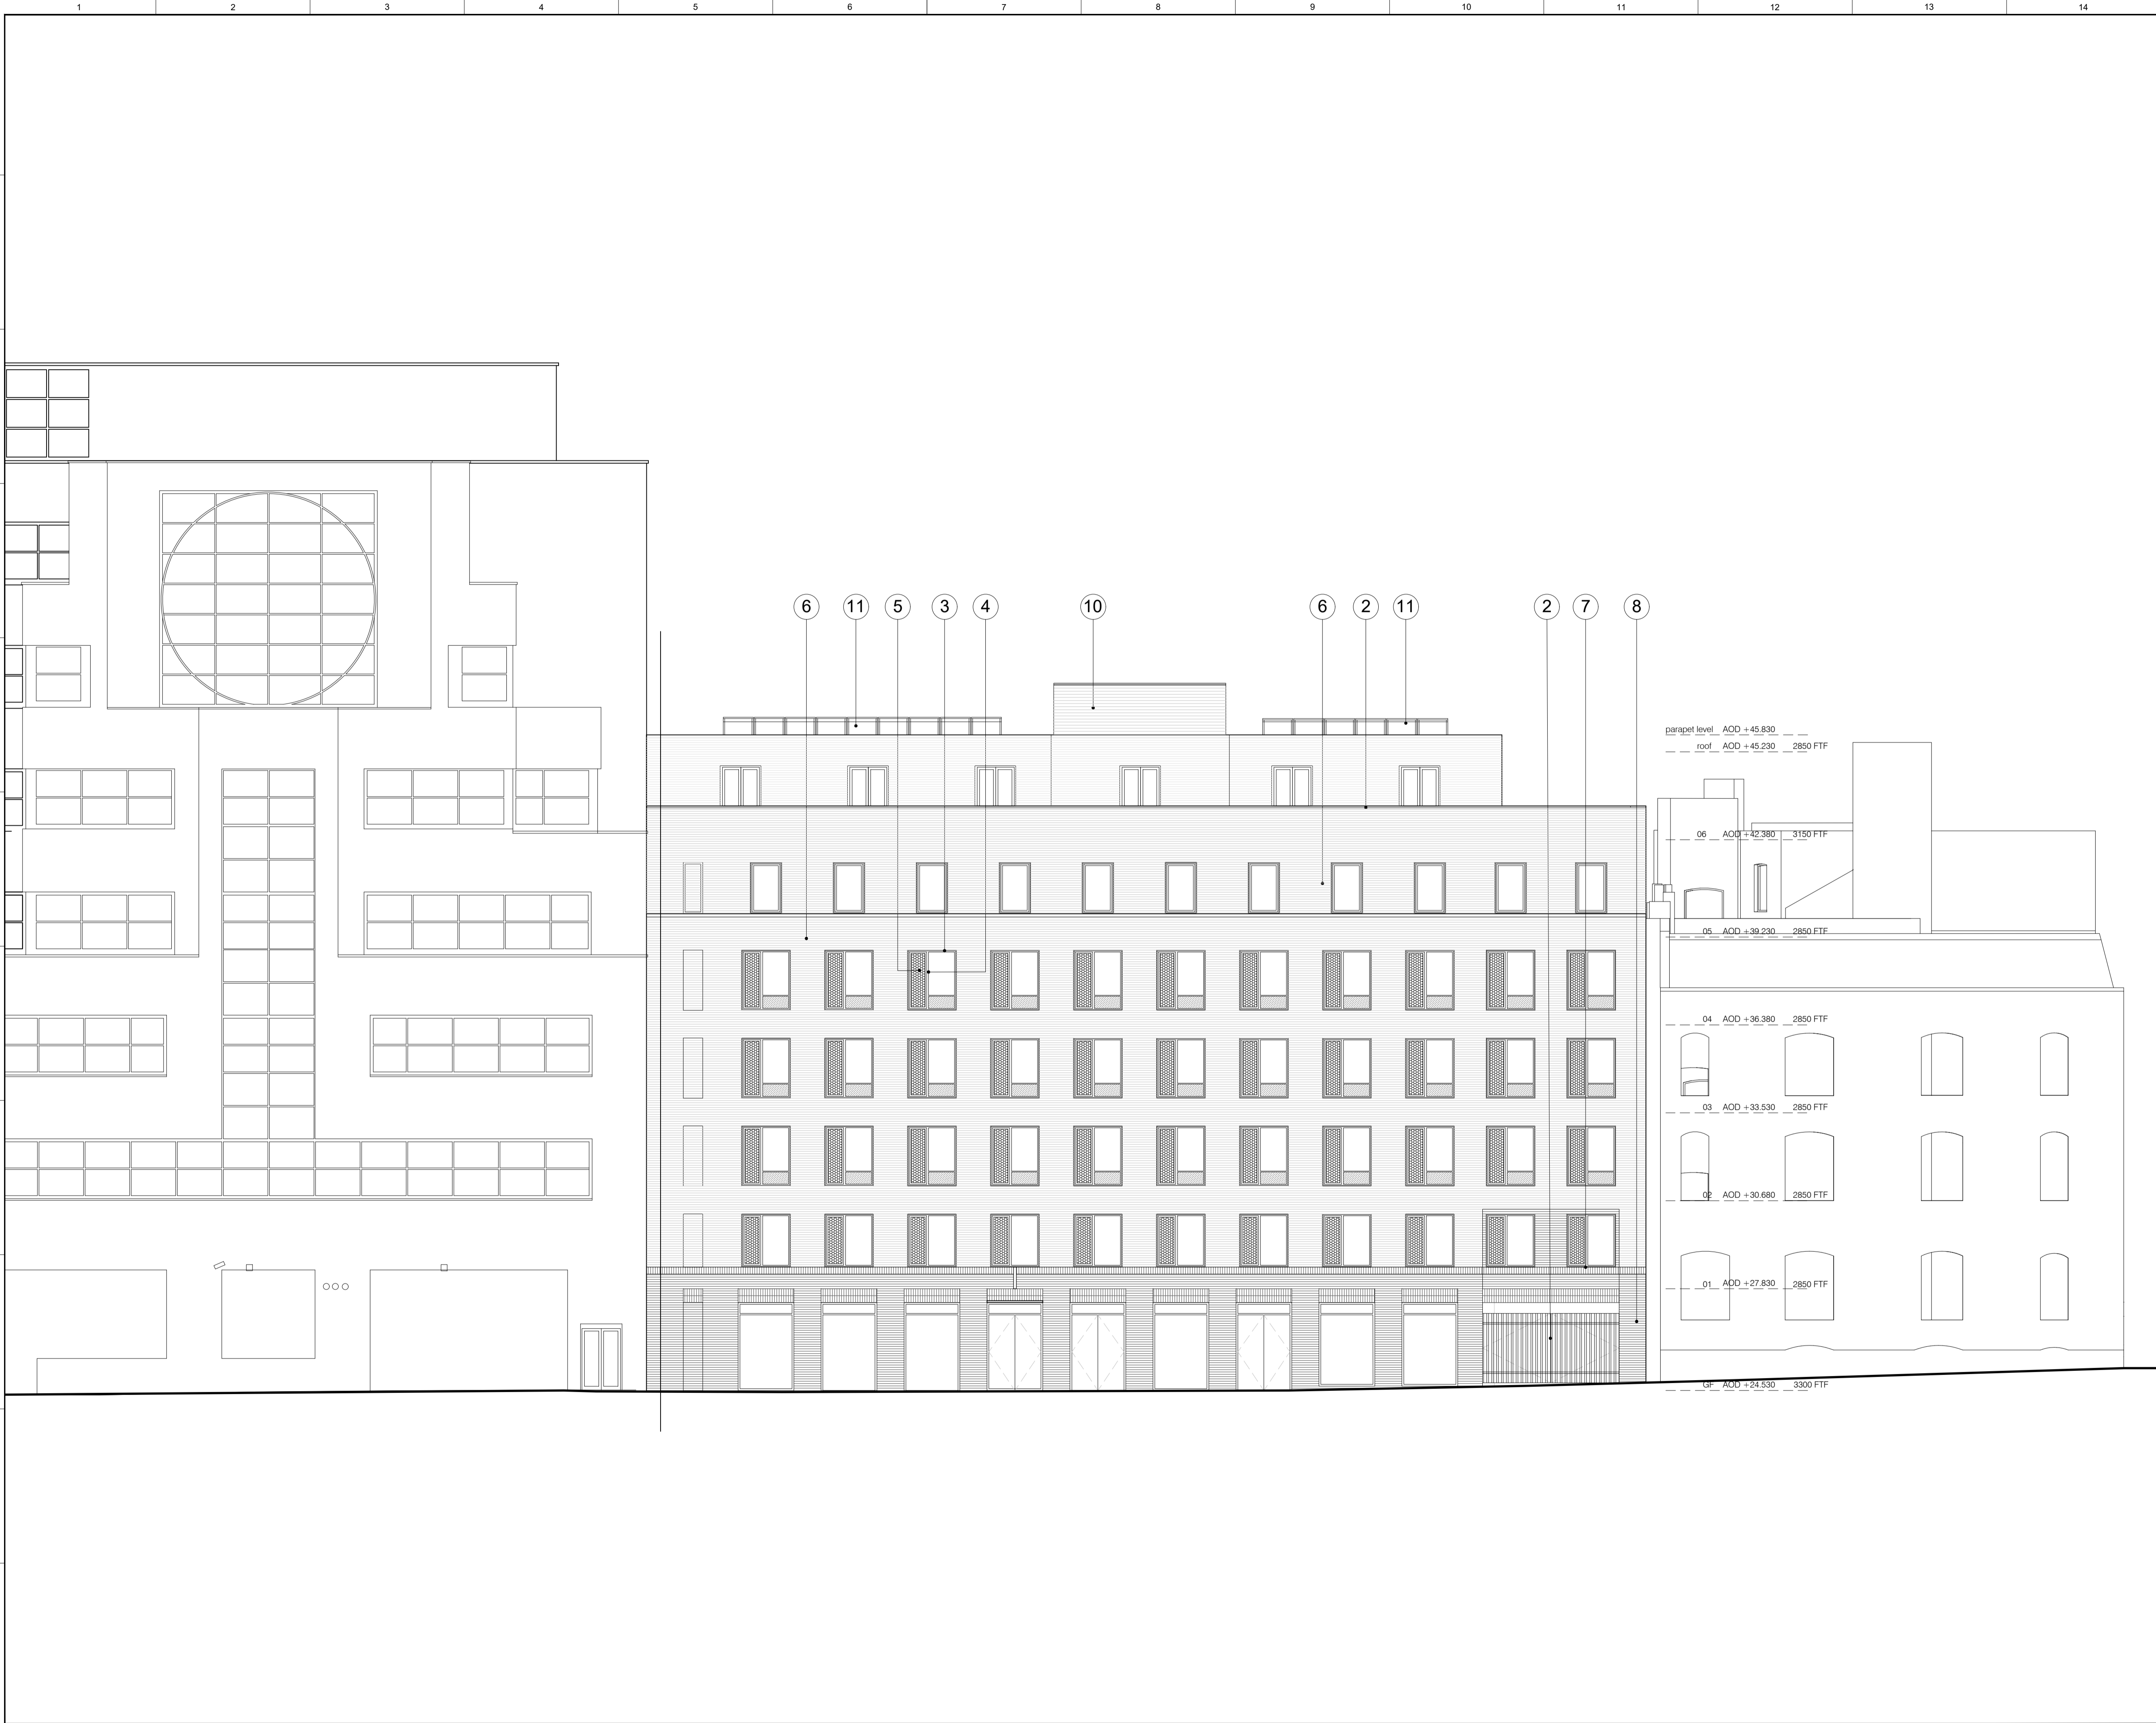 1 2 3 4 5 6 7 8 9 10 11 12 13 14
6 11 5 3 4 10 6 2 11 2 7 8
parapet level AOD +45.830
roof AOD +45.230 2850 FTF
06 AOD +42.380 3150 FTF
05 AOD +39.230 2850 FTF
04 AOD +36.380 2850 FTF
03 AOD +33.530 2850 FTF
02 AOD +30.680 2850 FTF
01 AOD +27.830 2850 FTF
GF AOD +24.530 3300 FTF